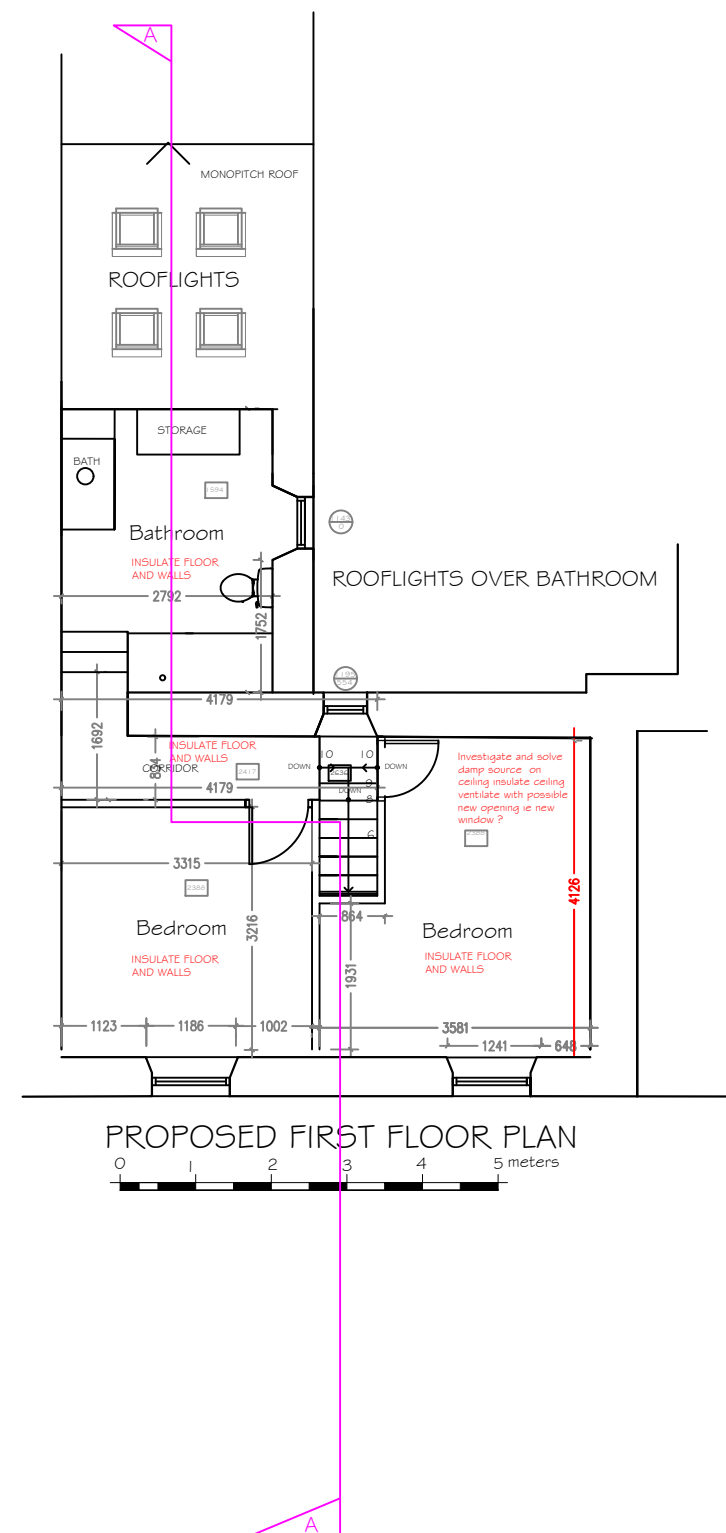 A
MONOPITCH ROOF
ROOFLIGHTS
STORAGE
BATH
1594
Bathroom
INSULATE FLOOR
AND WALLS
2792
1752
ROOFLIGHTS OVER BATHROOM
4179
1692
INSULATE FLOOR
AND WALLS
CORRIDOR
2417
4179
10
10
DOWN
DOWN
DOWN
9
8
6
Investigate and solve
damp source on
ceiling insulate ceiling
ventilate with possible
new opening ie new
window ?
4126
3315
2388
3216
Bedroom
INSULATE FLOOR
AND WALLS
864
1931
Bedroom
INSULATE FLOOR
AND WALLS
1123
1186
1002
3581
1241
648
PROPOSED FIRST FLOOR PLAN
0 1 2 3 4 5 meters
A